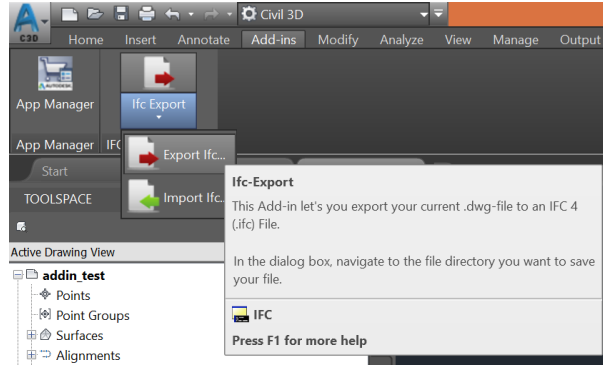 C3D
Civil 3D
Home Insert Annotate Add-ins Modify Analyze View Manage Output
AUTODESK
App Manager
Ifc Export
App Manager
Export Ifc...
Import Ifc.
Start
TOOLSPACE
Active Drawing View
addin_test
Points
Point Groups
Surfaces
Alignments
Ifc-Export
This Add-in let's you export your current .dwg-file to an IFC 4
(.ifc) File.
In the dialog box, navigate to the file directory you want to save
your file.
IFC
Press F1 for more help